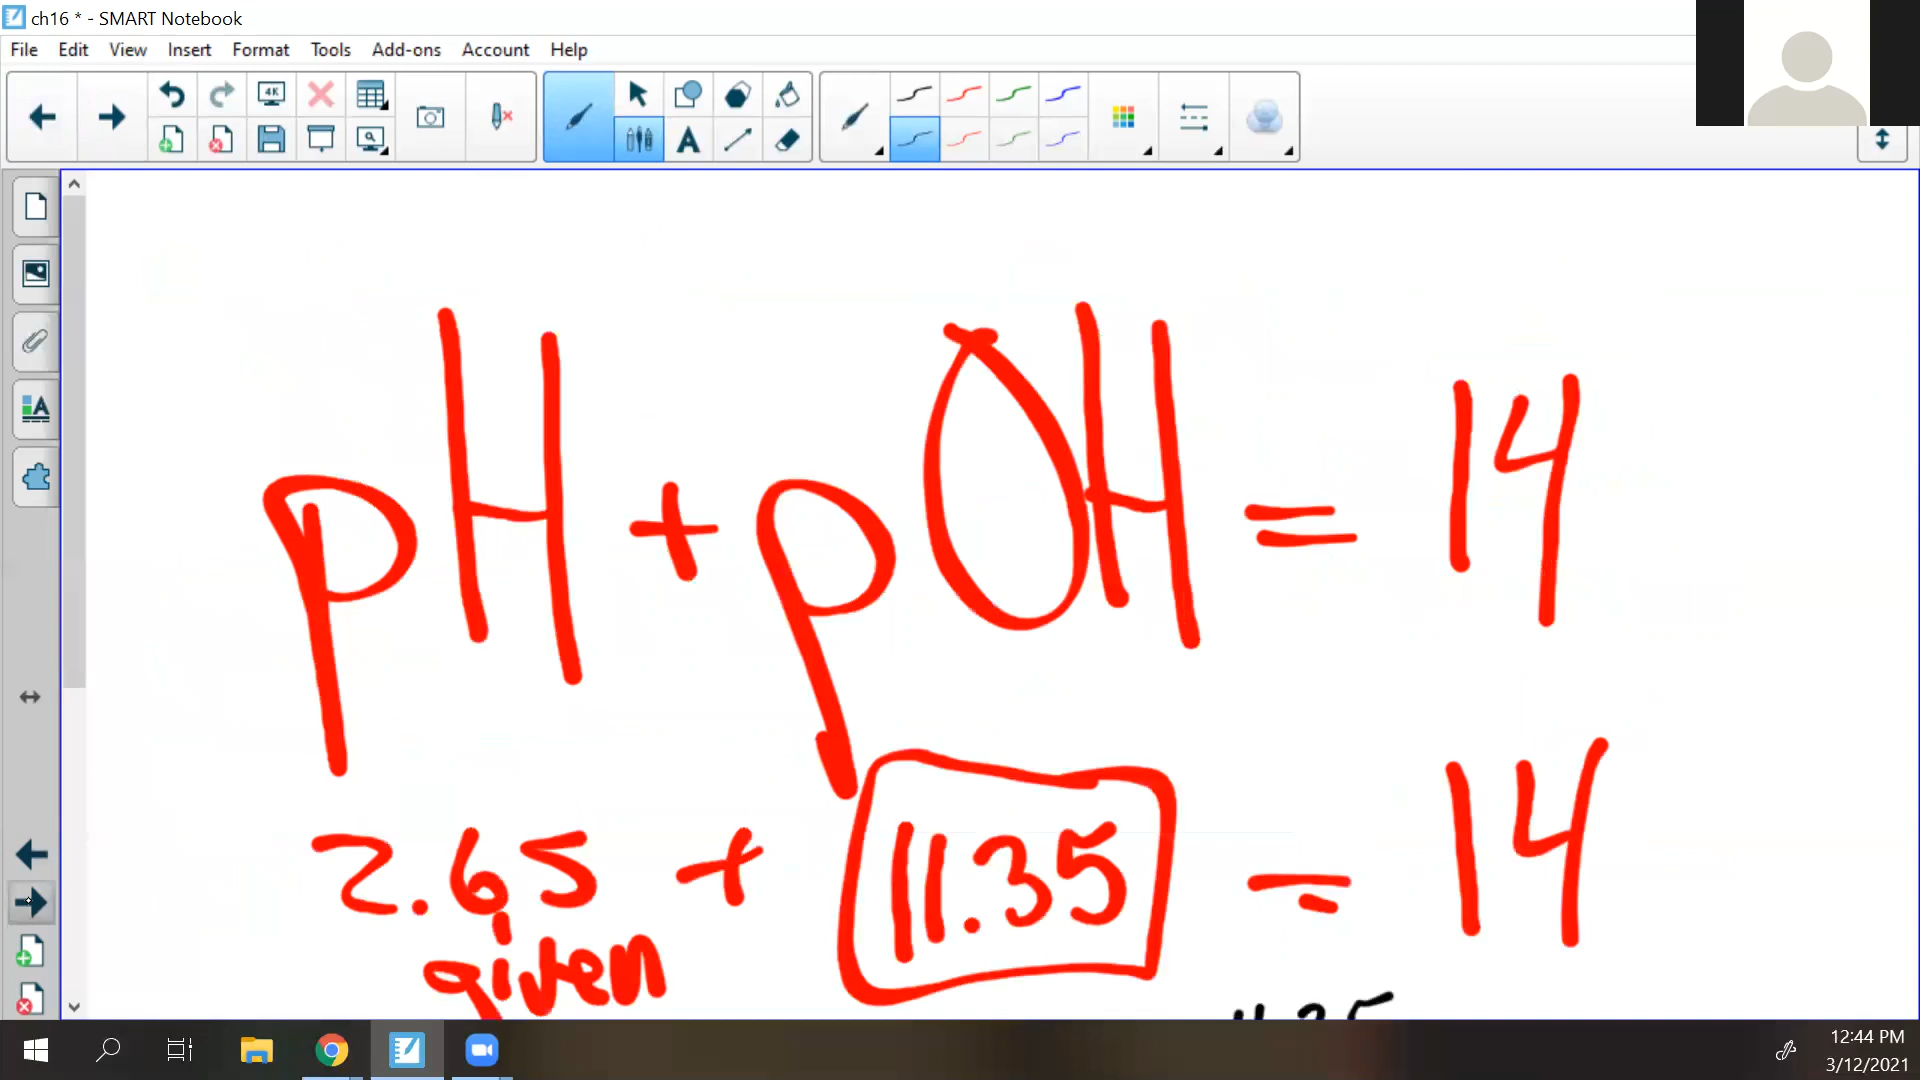 ch16 * - SMART Notebook
File Edit View Insert Format Tools Add-ons Account Help
pH + pOH = 14
2.65 + 11.35 = 14
given
12:44 PM
3/12/2021